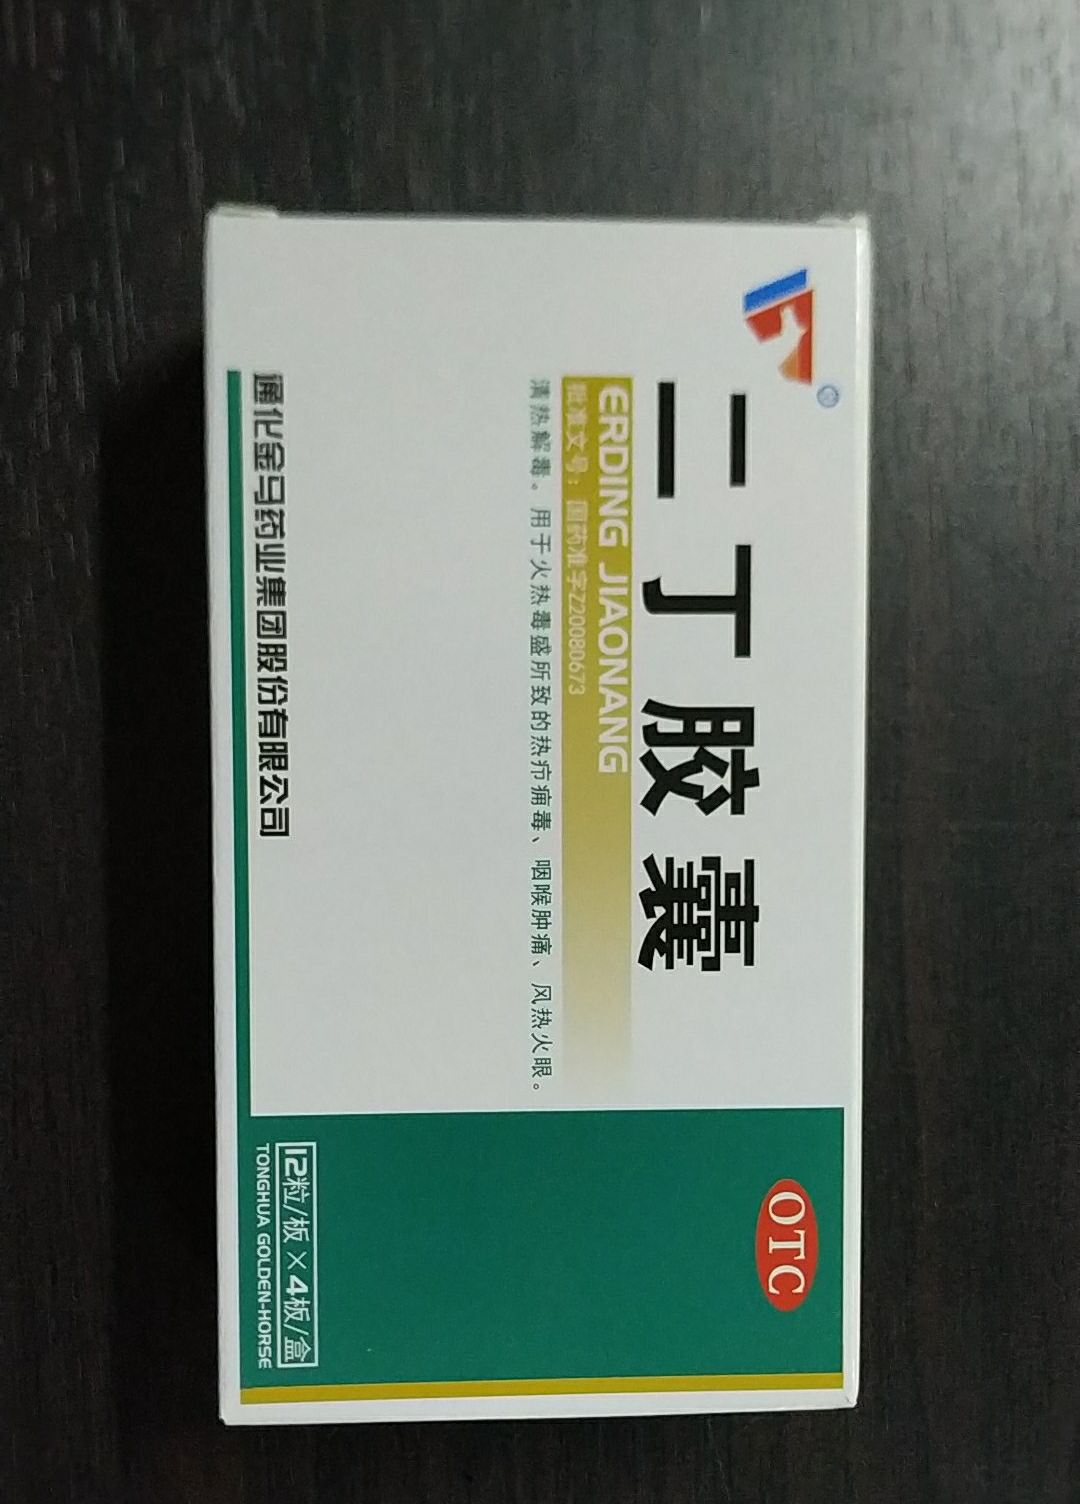 二丁胶囊
ERDING JIAONANG
批准文号：国药准字Z20080673
清热解毒。用于火热毒盛所致的热疖痈毒、咽喉肿痛、风热火眼。
通化金马药业集团股份有限公司
OTC
12粒/板×4板/盒
TONGHUA GOLDEN-HORSE